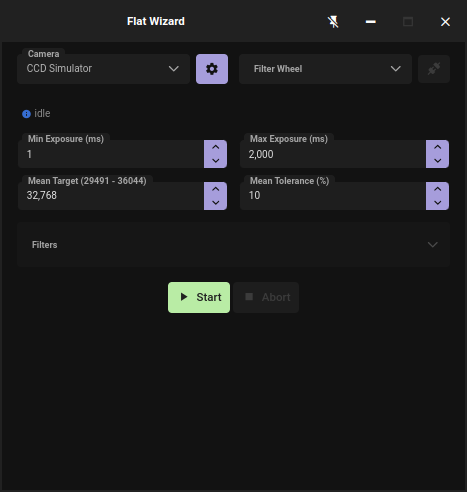 Flat Wizard
Camera
CCD Simulator
Filter Wheel
idle
Min Exposure (ms)
1
Max Exposure (ms)
2,000
Mean Target (29491 - 36044)
32,768
Mean Tolerance (%)
10
Filters
Start
Abort